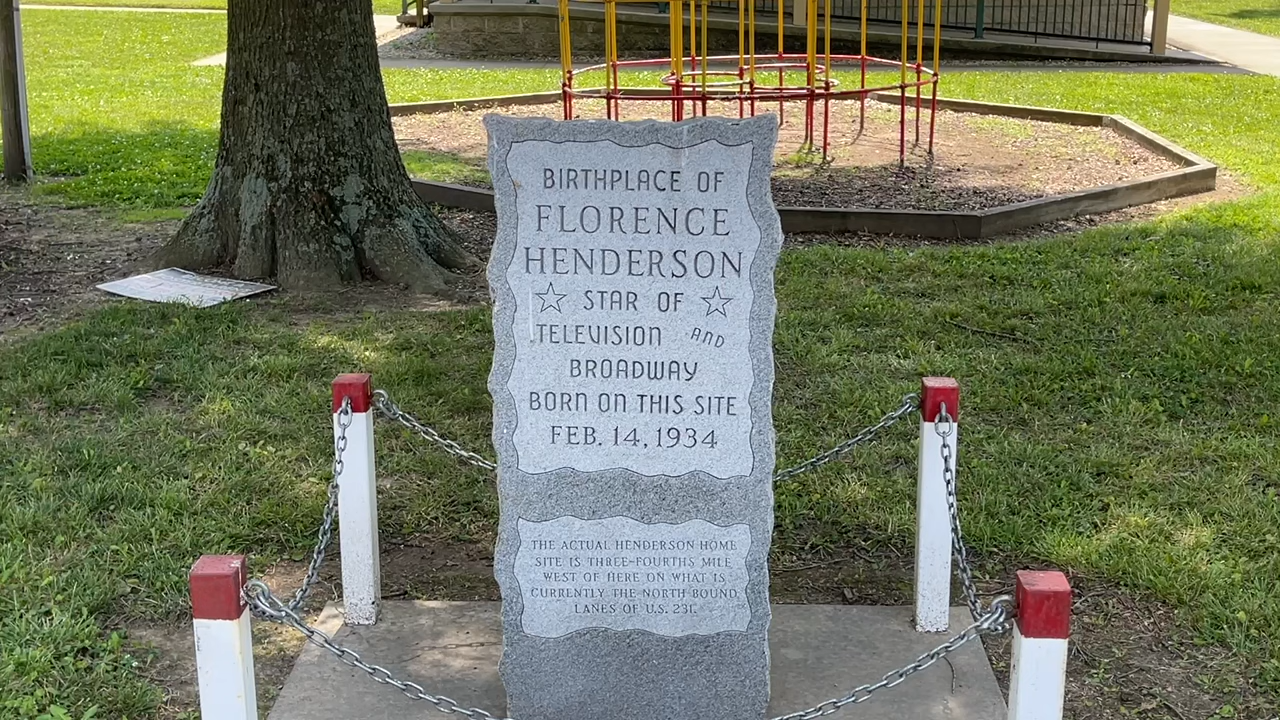 BIRTHPLACE OF
FLORENCE
HENDERSON
STAR OF
TELEVISION AND
BROADWAY
BORN ON THIS SITE
FEB. 14, 1934
THE ACTUAL HENDERSON HOME
SITE IS THREE-FOURTHS MILE
WEST OF HERE ON WHAT IS
CURRENTLY THE NORTH BOUND
LANES OF U.S. 231.